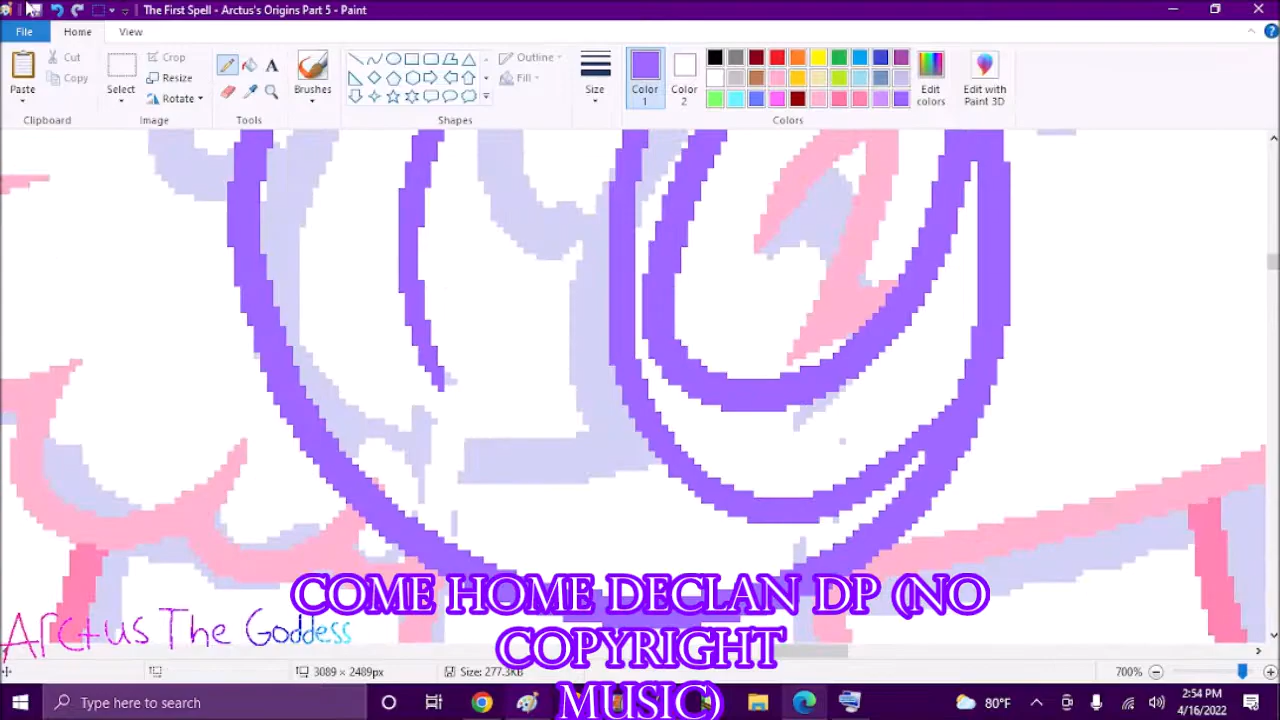 The First Spell - Arctus's Origins Part 5 - Paint
File Home View
Paste Cut Copy
Clipboard
Select Crop Resize Rotate
Image
Tools
Brushes
Outline Fill
Shapes
Size
Color 1 Color 2
Edit colors
Colors
Edit with Paint 3D
COME HOME DECLAN DP (NO
COPYRIGHT
MUSIC)
Arctus The Goddess
3089 × 2489px Size: 277.3KB 700%
Type here to search
80°F
2:54 PM
4/16/2022